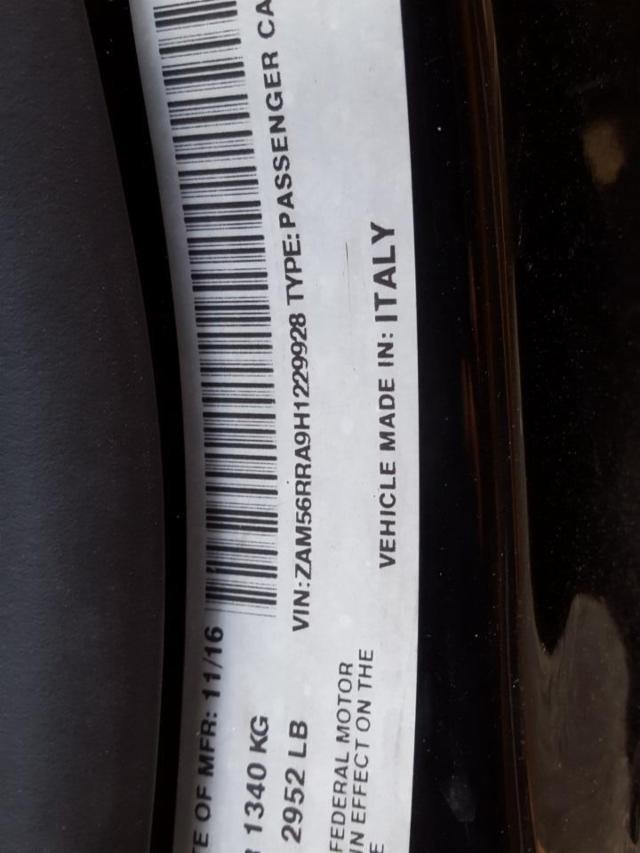 TE OF MFR: 11/16
1340 KG
2952 LB
VIN:ZAM56RRA9H1229928 TYPE:PASSENGER CA
FEDERAL MOTOR
IN EFFECT ON THE
E
VEHICLE MADE IN: ITALY